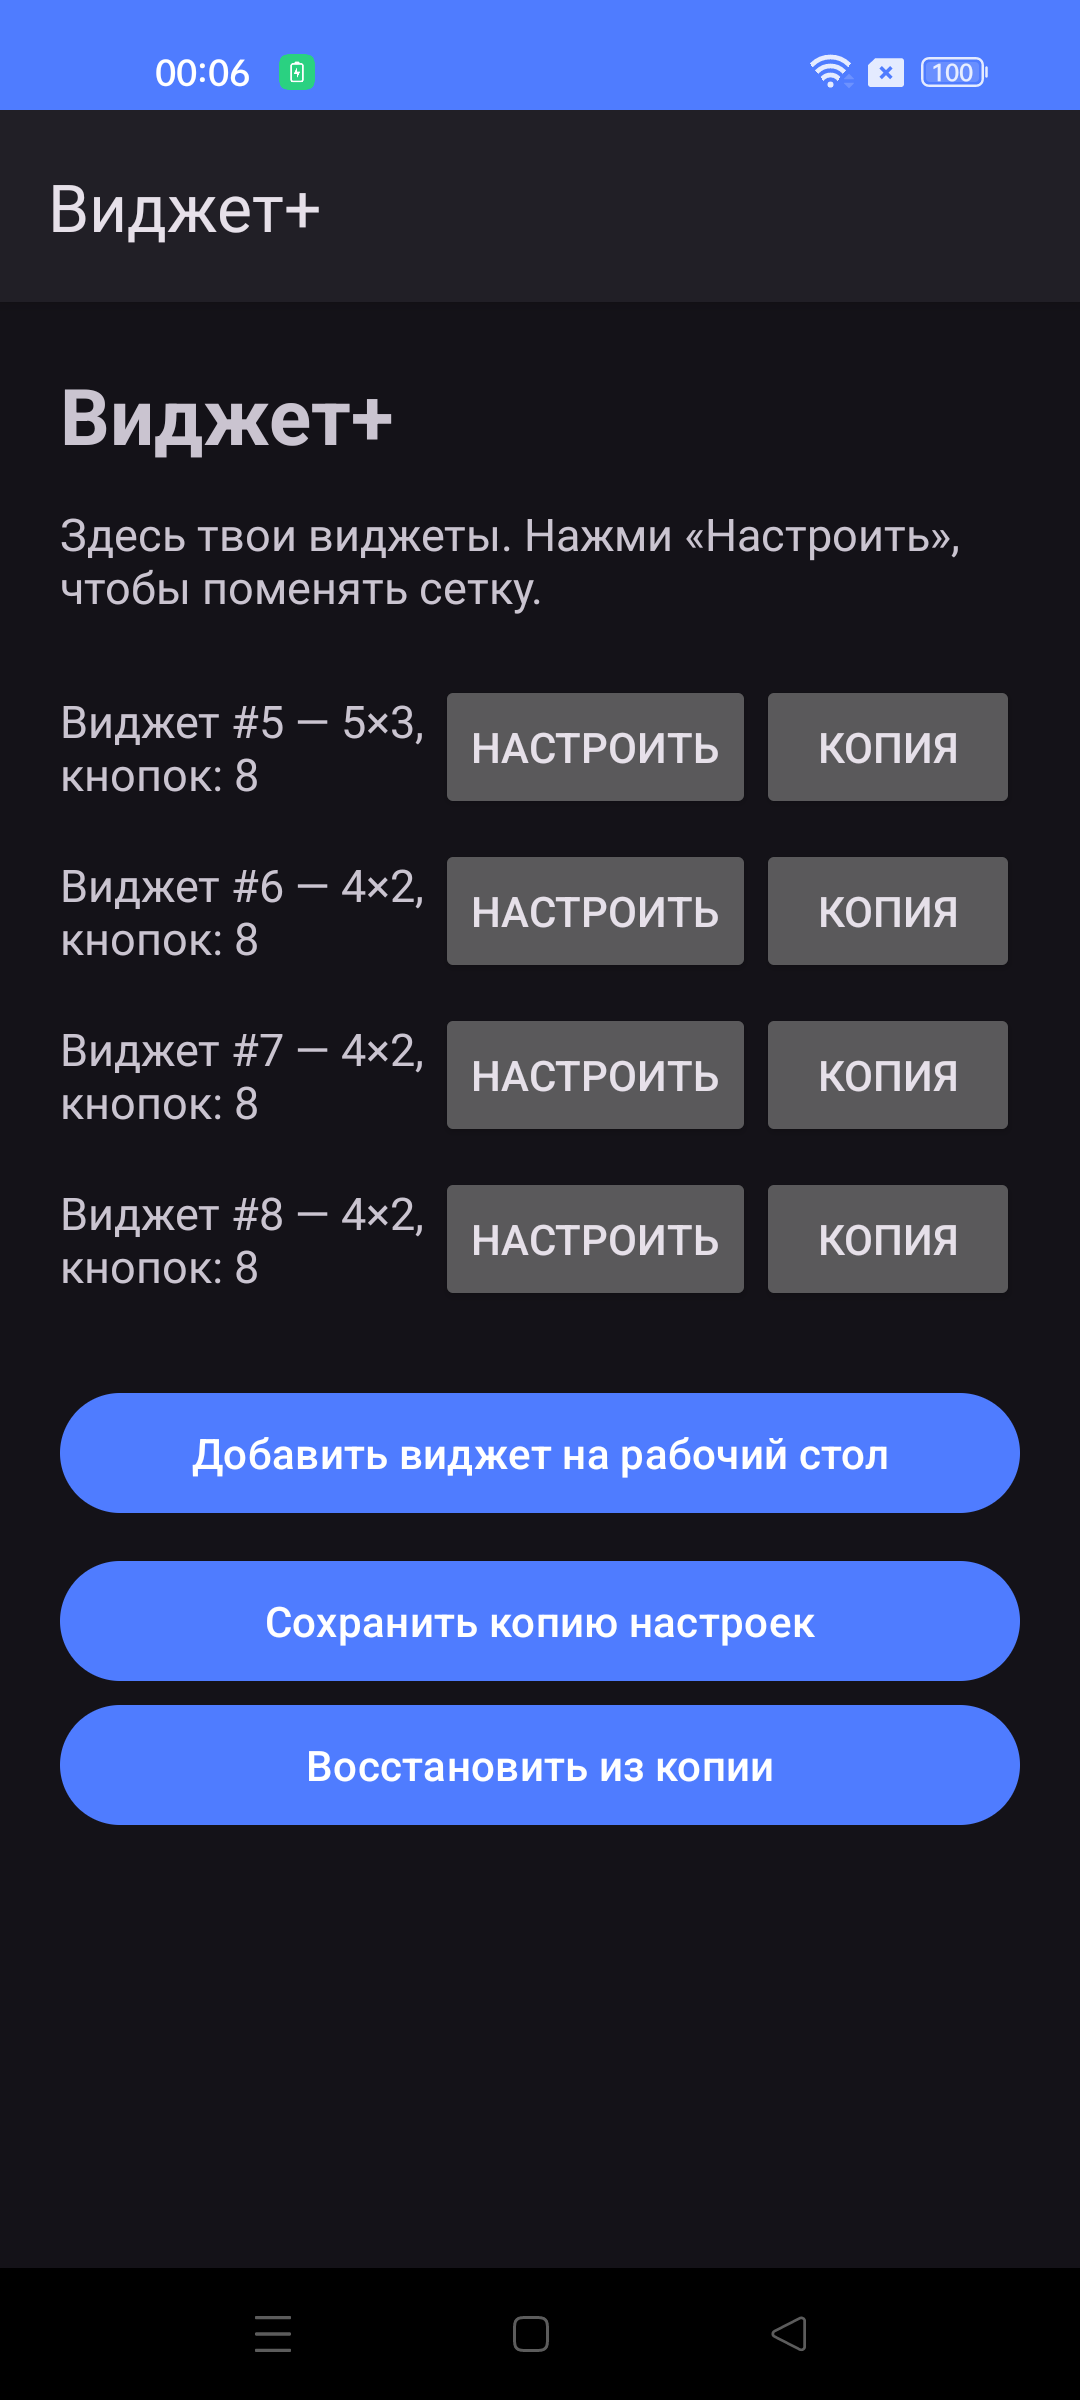 00:06
100
Виджет+
Виджет+
Здесь твои виджеты. Нажми «Настроить»,
чтобы поменять сетку.
Виджет #5 — 5×3,
кнопок: 8
НАСТРОИТЬ
КОПИЯ
Виджет #6 — 4×2,
кнопок: 8
НАСТРОИТЬ
КОПИЯ
Виджет #7 — 4×2,
кнопок: 8
НАСТРОИТЬ
КОПИЯ
Виджет #8 — 4×2,
кнопок: 8
НАСТРОИТЬ
КОПИЯ
Добавить виджет на рабочий стол
Сохранить копию настроек
Восстановить из копии